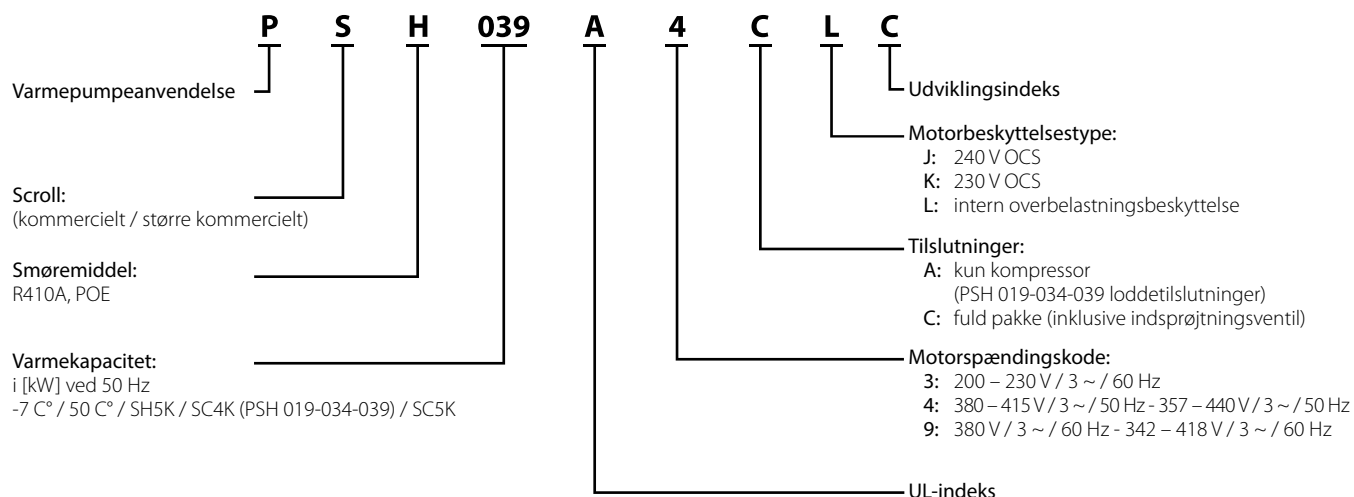 P S H 039 A 4 C L C
Varmepumpeanvendelse
Scroll:
(kommercielt / større kommercielt)
Smøremiddel:
R410A, POE
Varmekapacitet:
i [kW] ved 50 Hz
-7 C° / 50 C° / SH5K / SC4K (PSH 019-034-039) / SC5K
Udviklingsindeks
Motorbeskyttelsestype:
J: 240 V OCS
K: 230 V OCS
L: intern overbelastningsbeskyttelse
Tilslutninger:
A: kun kompressor
(PSH 019-034-039 loddetilslutninger)
C: fuld pakke (inklusive indsprøjtningsventil)
Motorspændingskode:
3: 200 – 230 V / 3 ~ / 60 Hz
4: 380 – 415 V / 3 ~ / 50 Hz - 357 – 440 V / 3 ~ / 50 Hz
9: 380 V / 3 ~ / 60 Hz - 342 – 418 V / 3 ~ / 60 Hz
UL-indeks